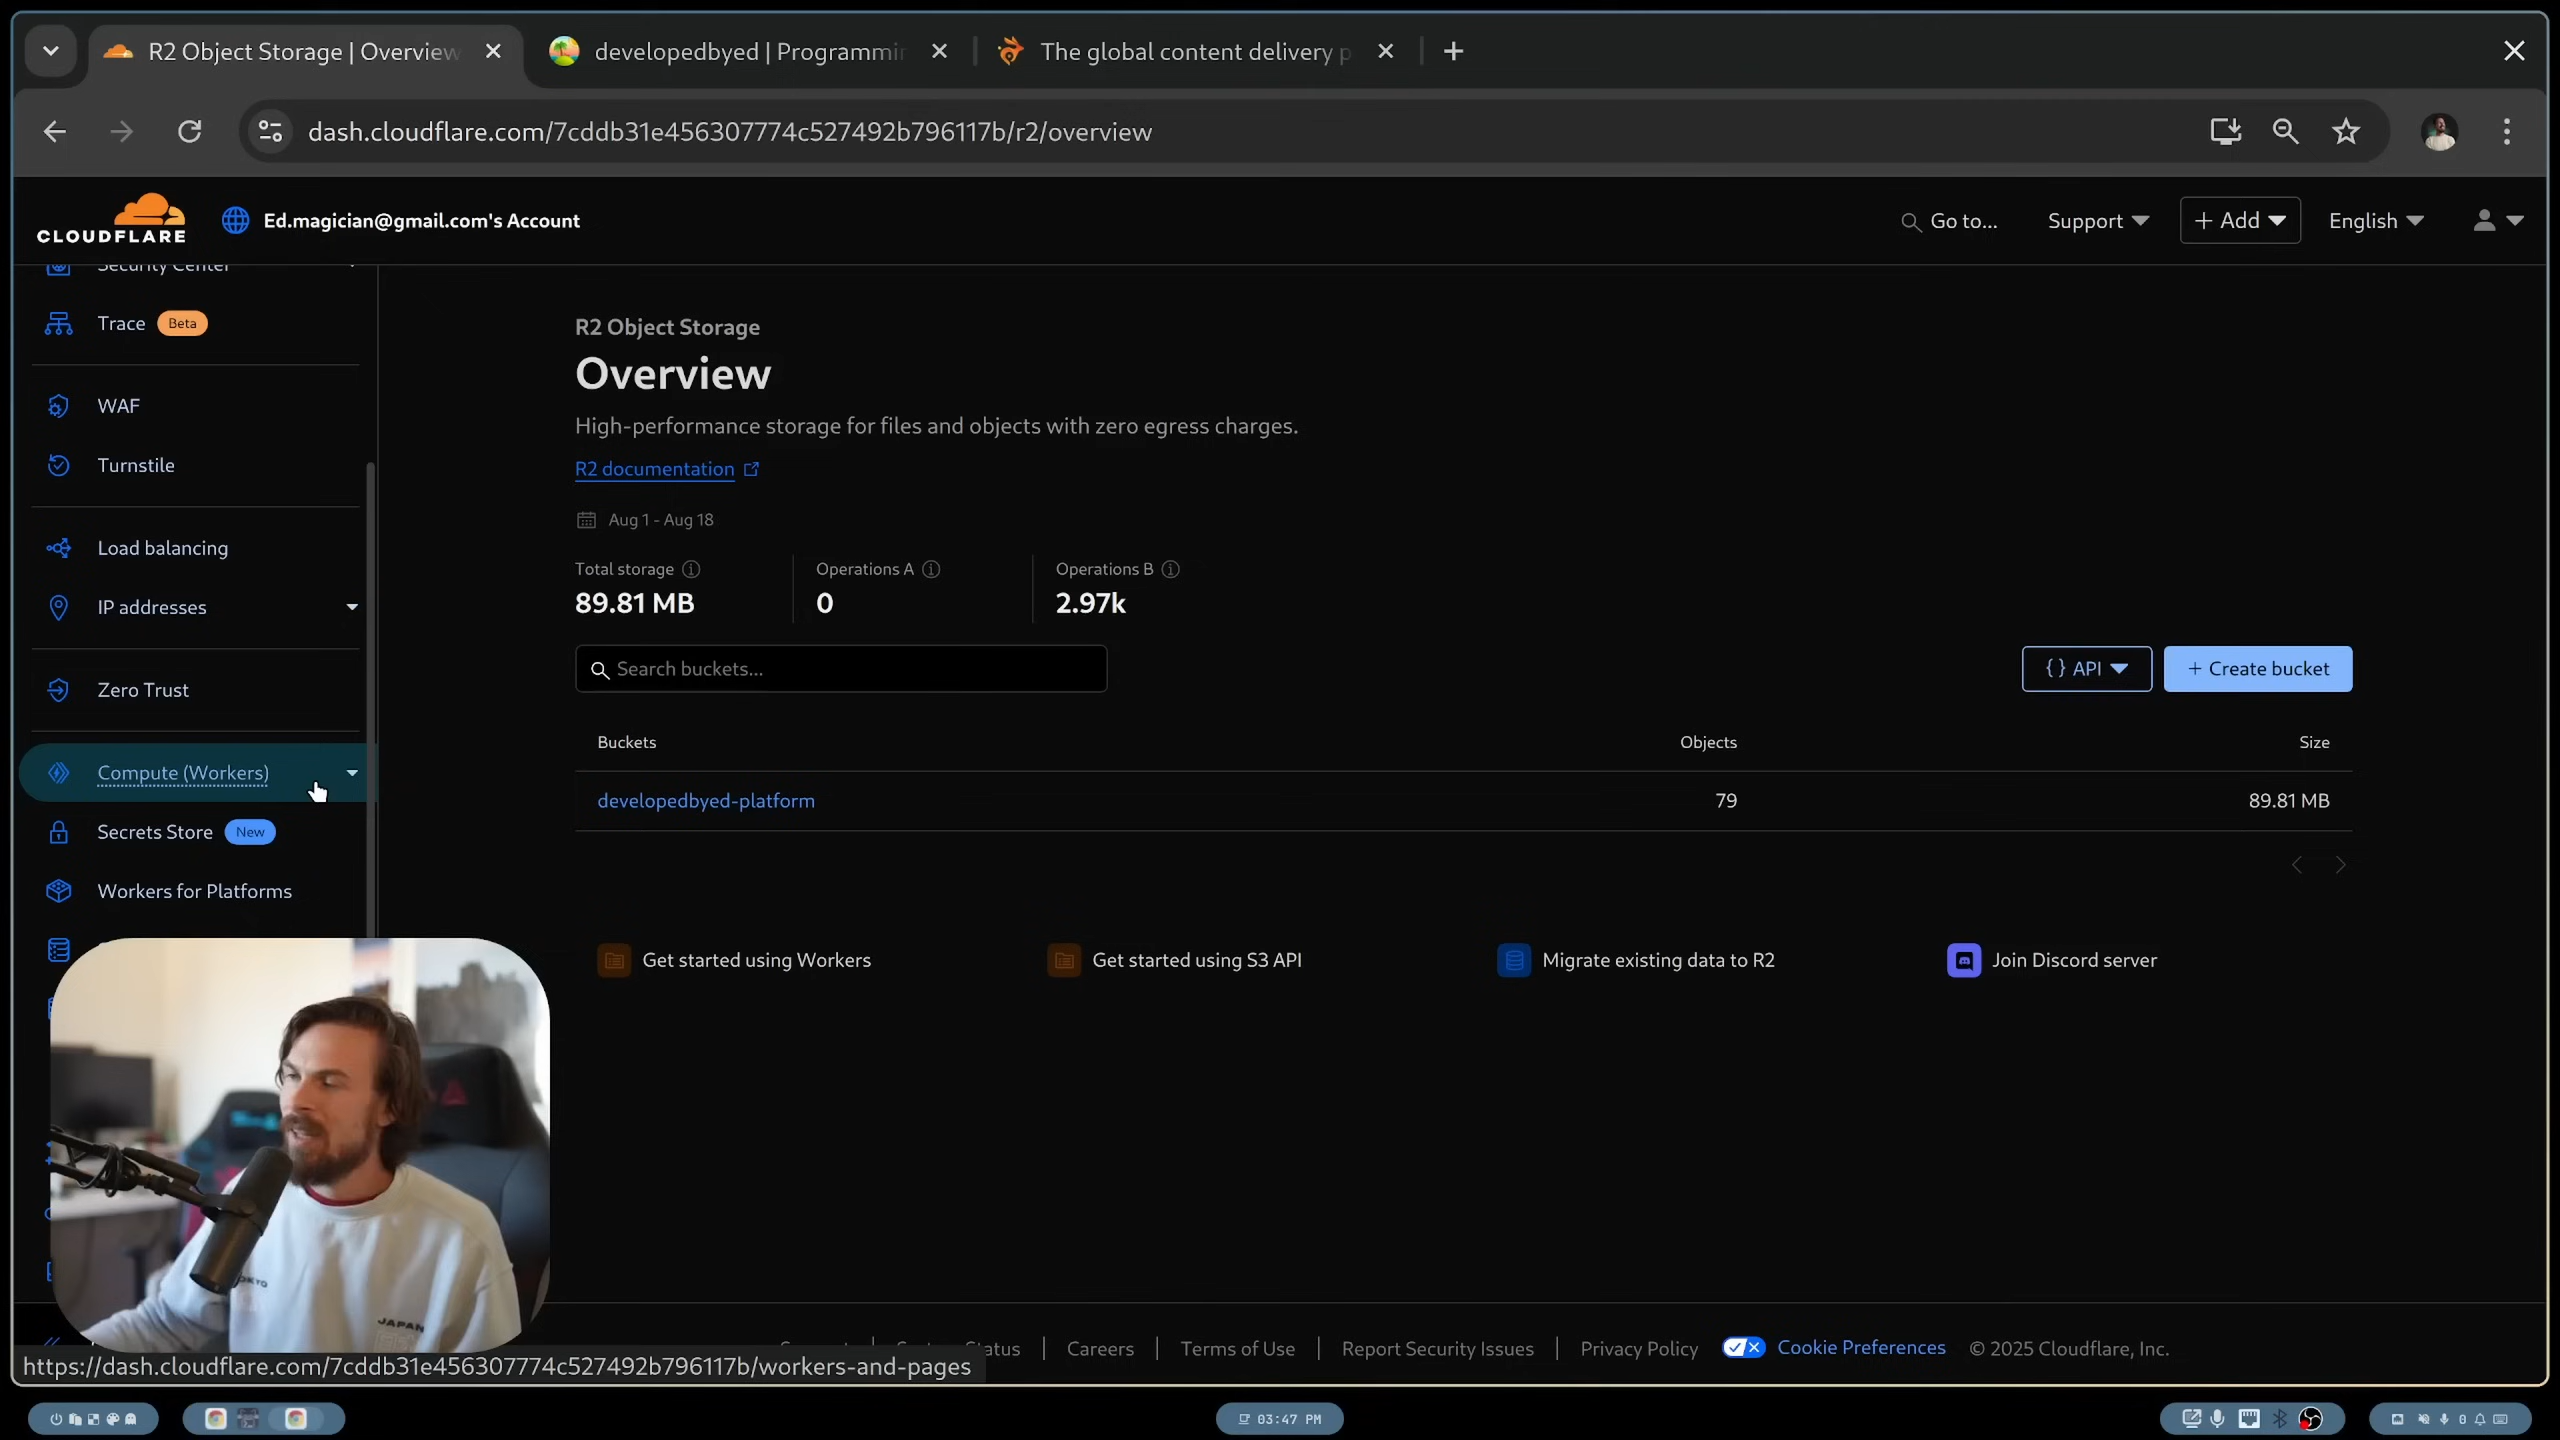 R2 Object Storage | Overview
developedbyed | Programmin
The global content delivery p
dash.cloudflare.com/7cddb31e456307774c527492b796117b/r2/overview
CLOUDFLARE
Ed.magician@gmail.com's Account
Go to...
Support
+ Add
English
Security Center
Trace Beta
WAF
Turnstile
Load balancing
IP addresses
Zero Trust
Compute (Workers)
Secrets Store New
Workers for Platforms
R2 Object Storage
Overview
High-performance storage for files and objects with zero egress charges.
R2 documentation
Aug 1 - Aug 18
Total storage
89.81 MB
Operations A
0
Operations B
2.97k
Search buckets...
{} API
+ Create bucket
Buckets Objects Size
developedbyed-platform 79 89.81 MB
Get started using Workers
Get started using S3 API
Migrate existing data to R2
Join Discord server
JAPAN
Careers
Terms of Use
Report Security Issues
Privacy Policy
Cookie Preferences
© 2025 Cloudflare, Inc.
https://dash.cloudflare.com/7cddb31e456307774c527492b796117b/workers-and-pages
03:47 PM
0